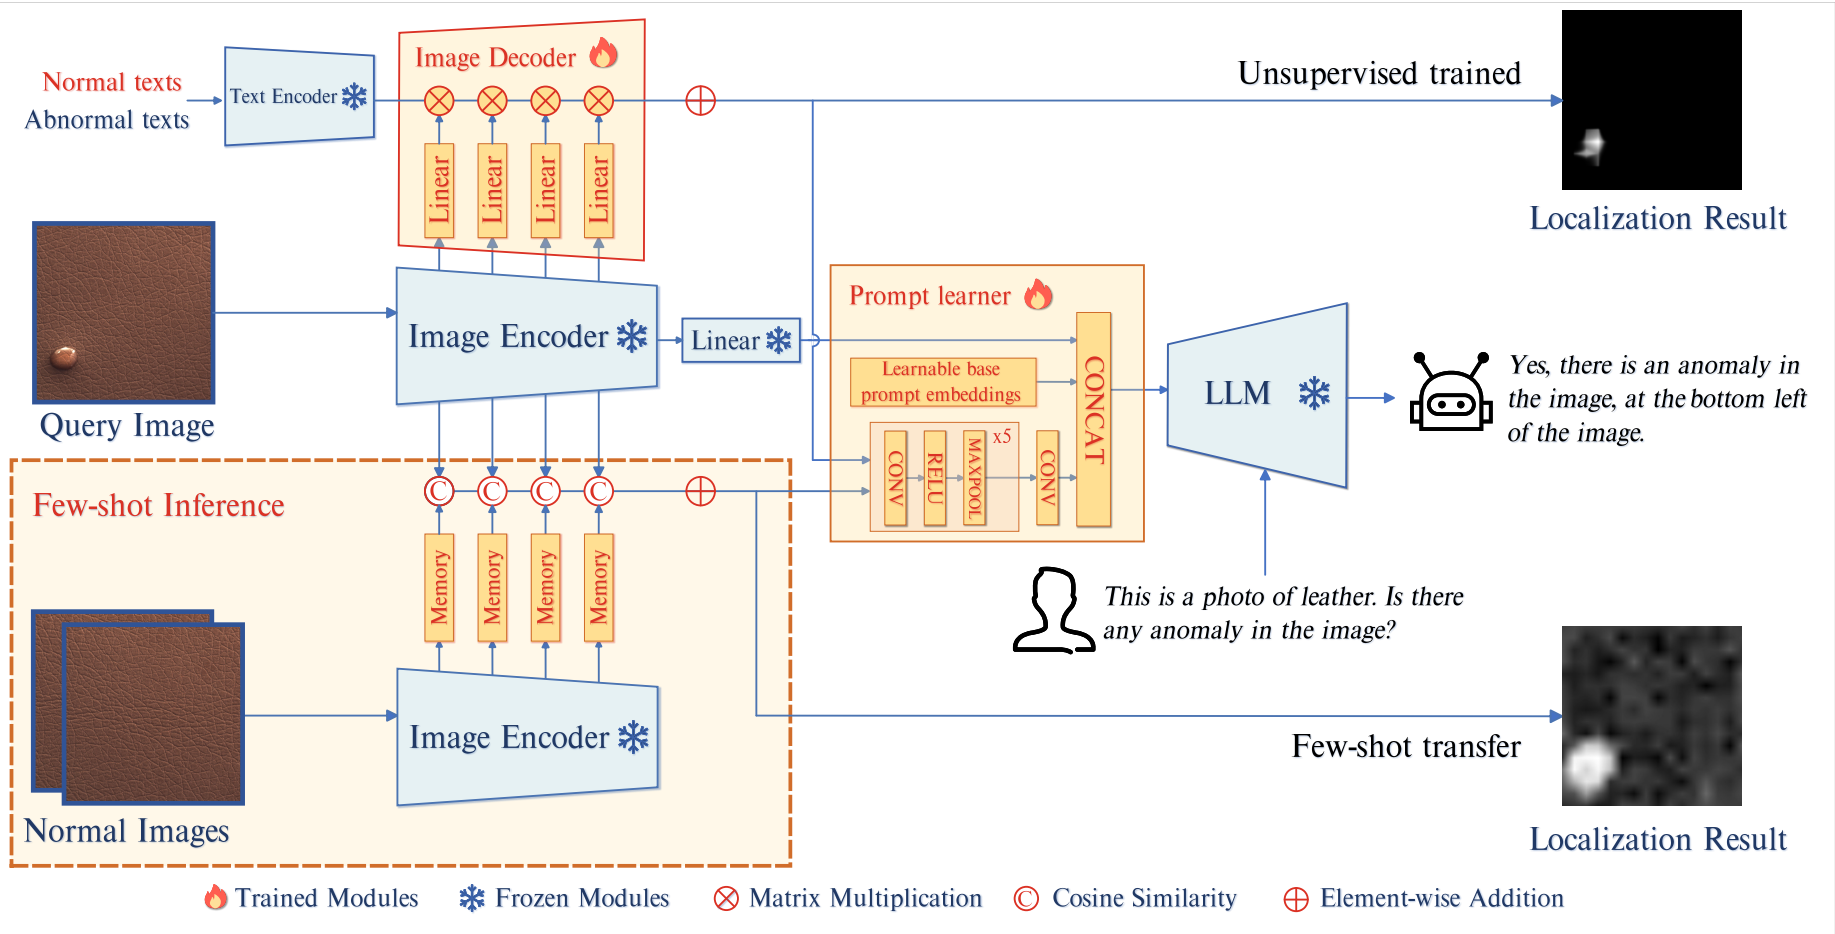 Normal texts
Abnormal texts
Text Encoder
Image Decoder
Linear
Linear
Linear
Linear
Unsupervised trained
Localization Result
Query Image
Image Encoder
Linear
Prompt learner
Learnable base
prompt embeddings
x5
CONV
RELU
MAXPOOL
CONV
CONCAT
LLM
Yes, there is an anomaly in
the image, at the bottom left
of the image.
This is a photo of leather. Is there
any anomaly in the image?
Few-shot Inference
C
C
C
C
Memory
Memory
Memory
Memory
Image Encoder
Normal Images
Few-shot transfer
Localization Result
Trained Modules
Frozen Modules
Matrix Multiplication
C Cosine Similarity
Element-wise Addition